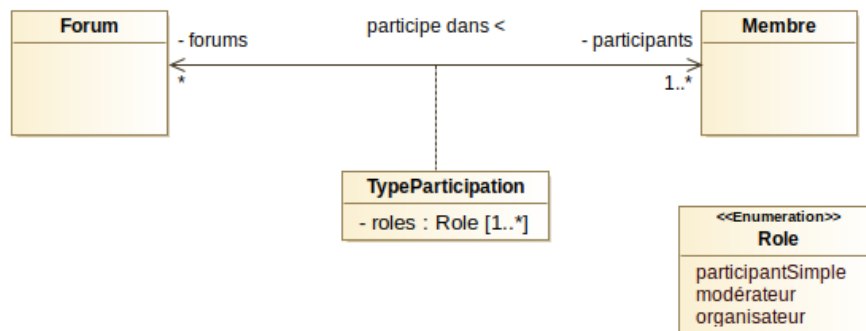 Forum
participe dans <
Membre
- forums
- participants
*
1..*
TypeParticipation
- roles : Role [1..*]
<<Enumeration>>
Role
participantSimple
modérateur
organisateur